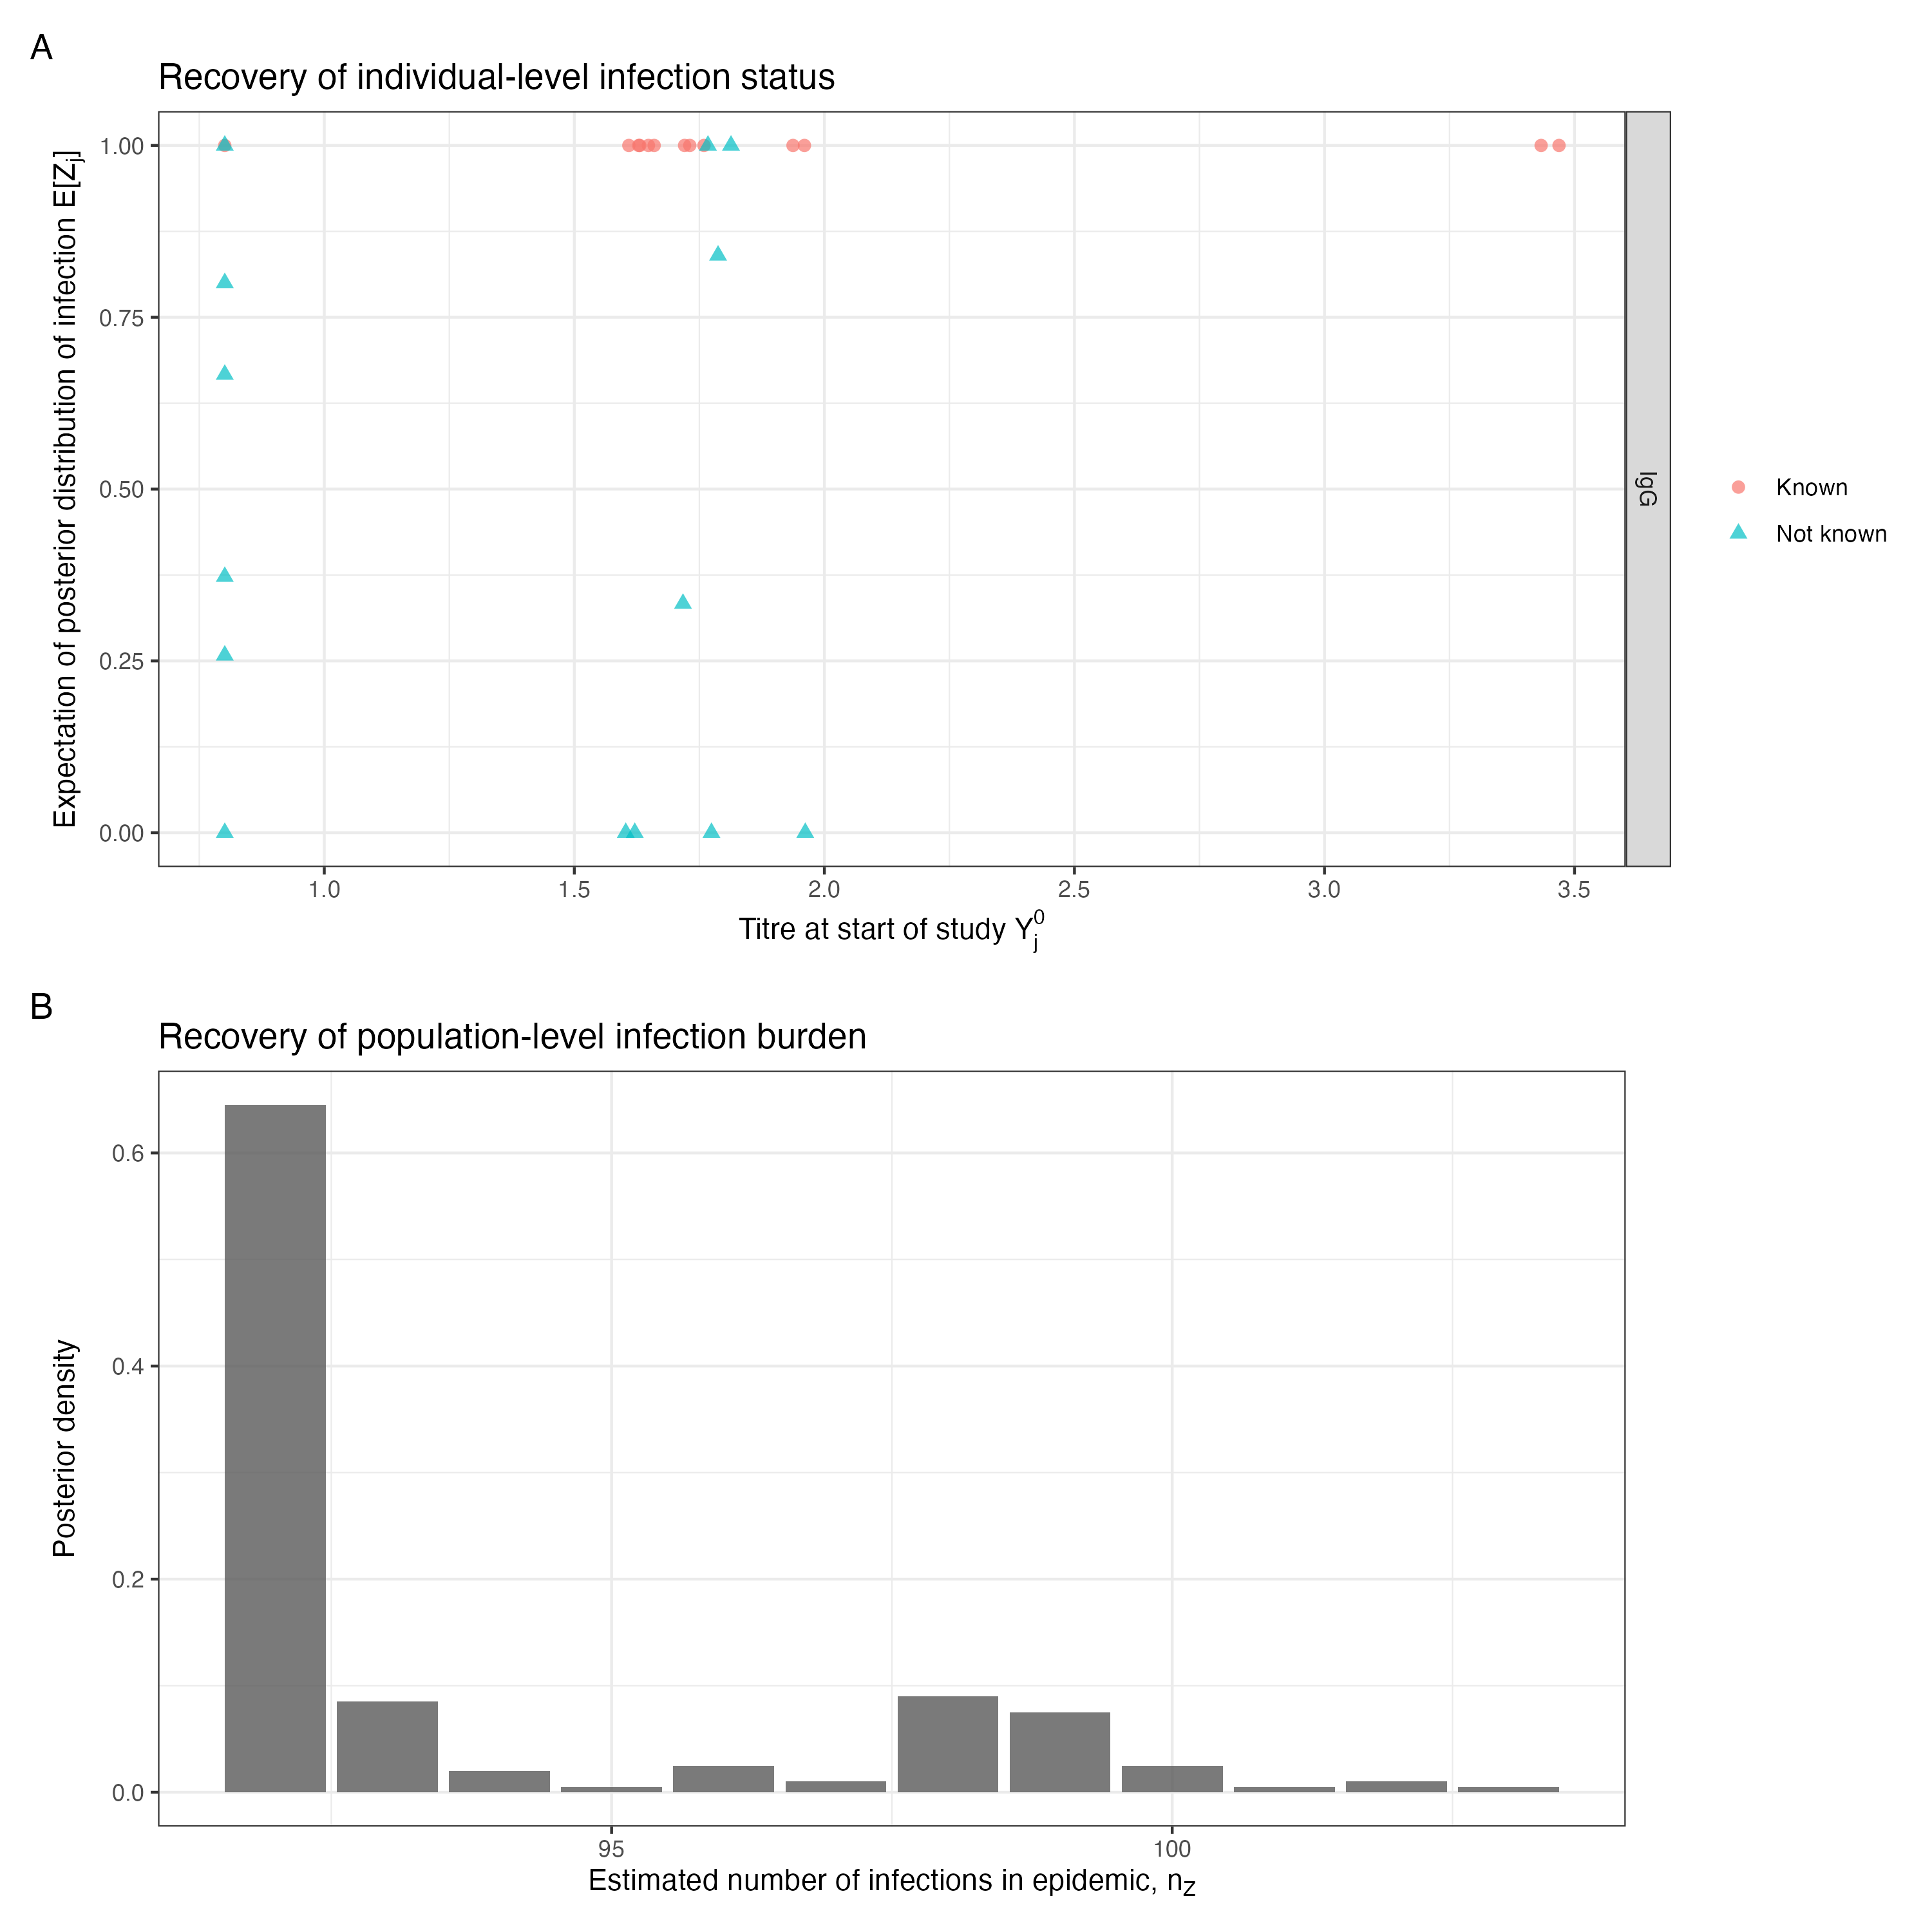 A
Recovery of individual-level infection status
Expectation of posterior distribution of infection E[Zj]
1.00
0.75
0.50
0.25
0.00
IgG
Known
Not known
1.0 1.5 2.0 2.5 3.0 3.5
Titre at start of study Yj0
B
Recovery of population-level infection burden
Posterior density
0.6
0.4
0.2
0.0
95 100
Estimated number of infections in epidemic, nZ